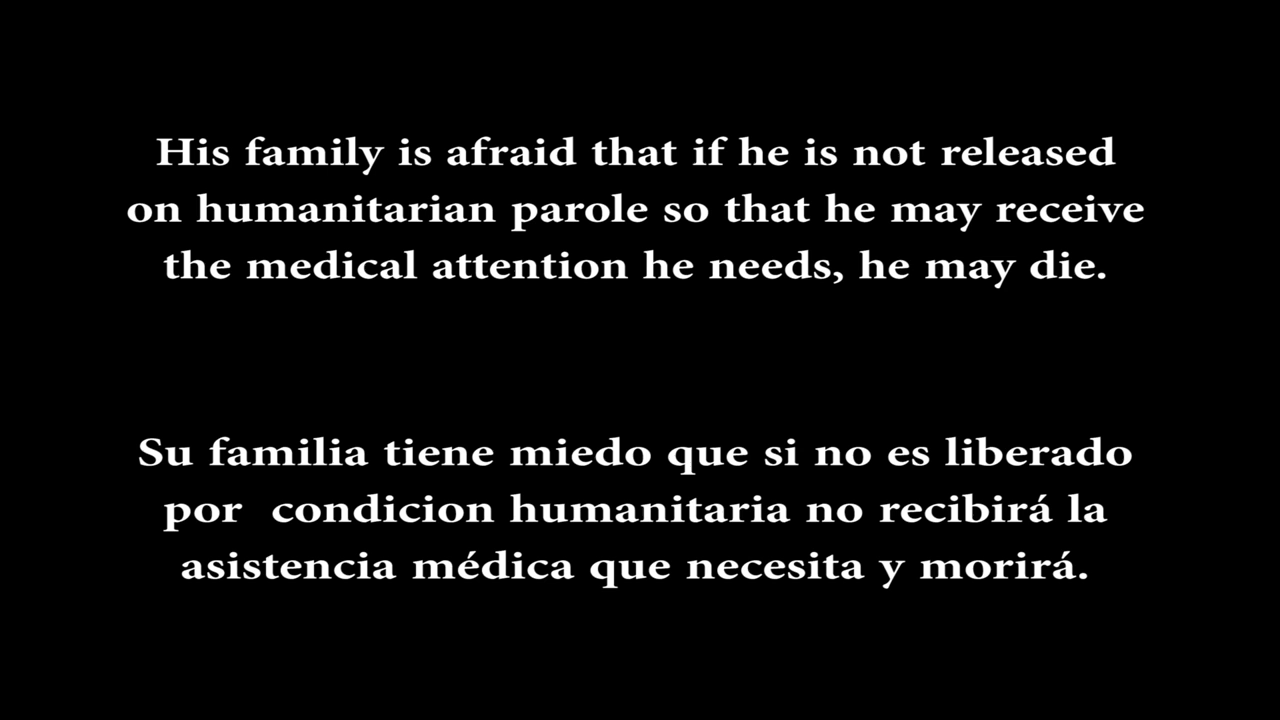 His family is afraid that if he is not released
on humanitarian parole so that he may receive
the medical attention he needs, he may die.
Su familia tiene miedo que si no es liberado
por  condicion humanitaria no recibirá la
asistencia médica que necesita y morirá.